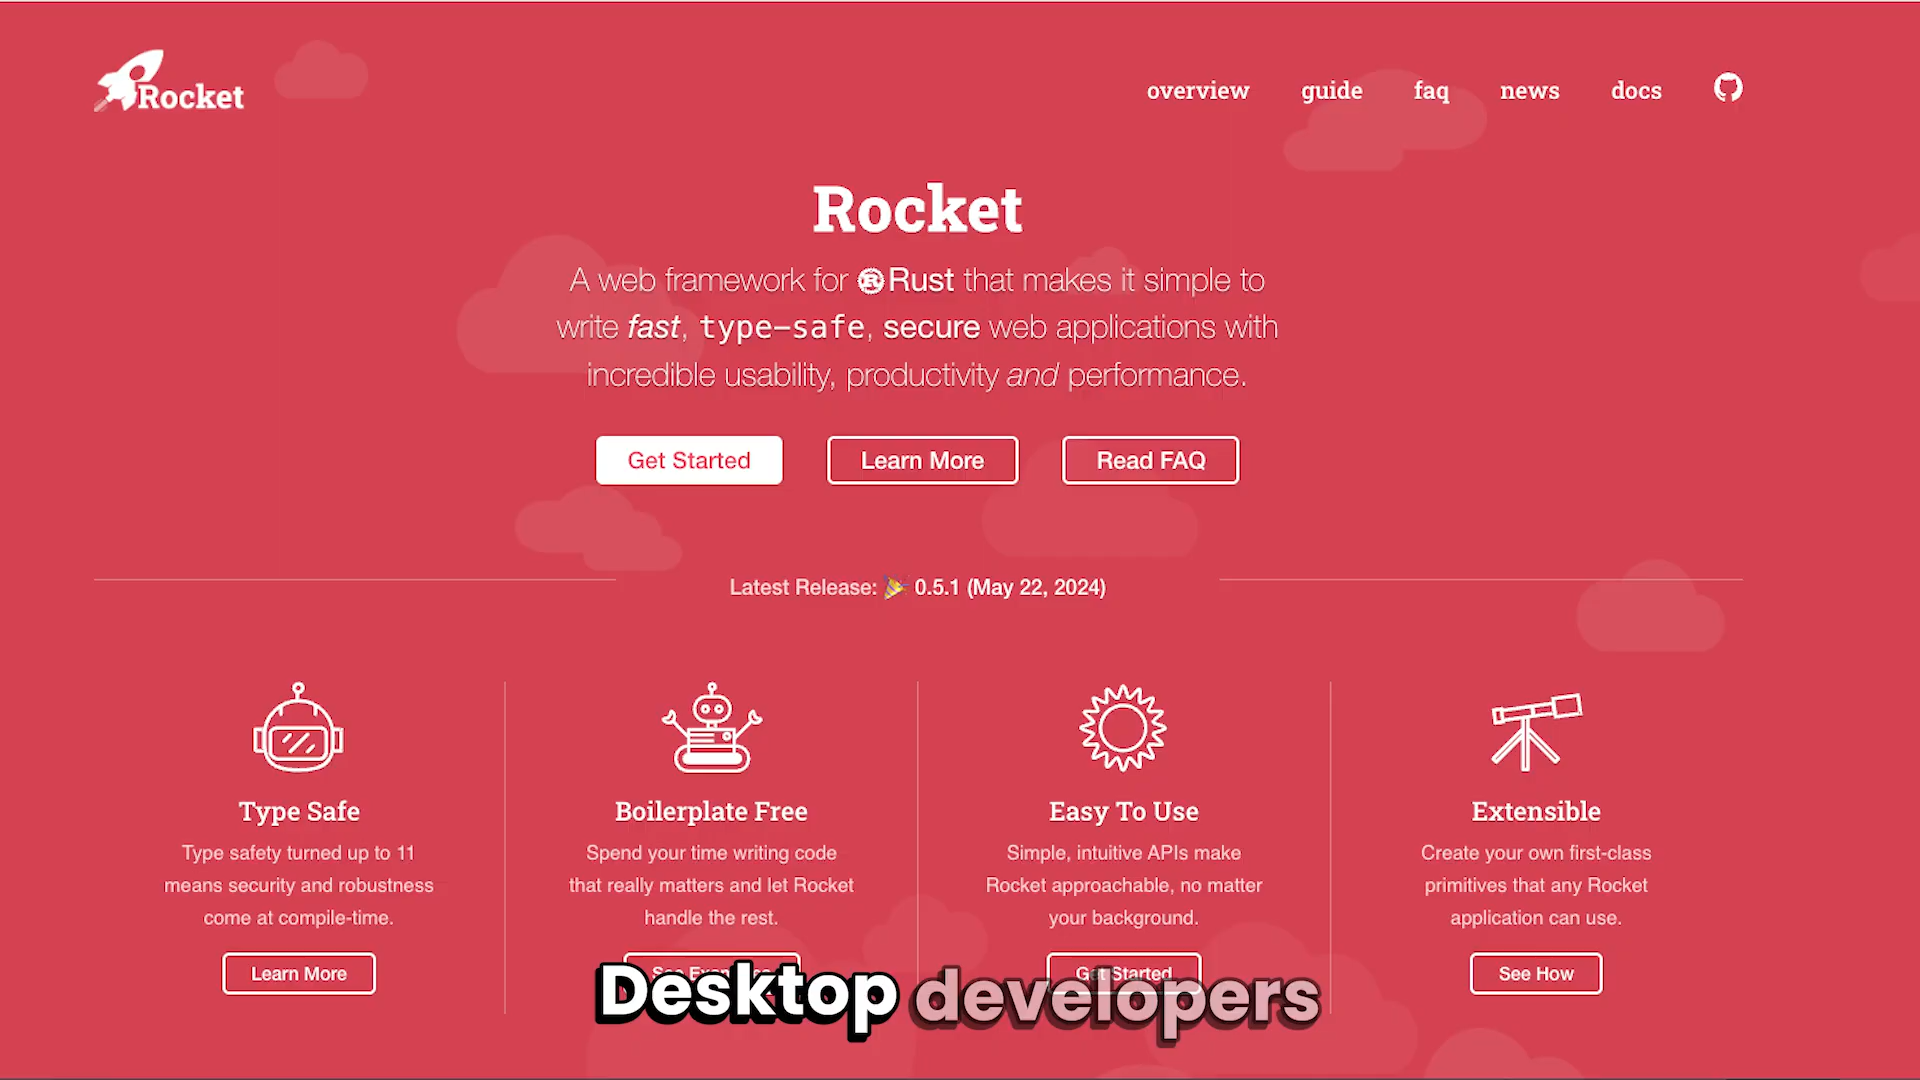 Rocket
overview guide faq news docs
Rocket
A web framework for Rust that makes it simple to
write fast, type-safe, secure web applications with
incredible usability, productivity and performance.
Get Started Learn More Read FAQ
Latest Release: 🎉 0.5.1 (May 22, 2024)
Type Safe
Type safety turned up to 11
means security and robustness
come at compile-time.
Learn More
Boilerplate Free
Spend your time writing code
that really matters and let Rocket
handle the rest.
Easy To Use
Simple, intuitive APIs make
Rocket approachable, no matter
your background.
Get Started
Extensible
Create your own first-class
primitives that any Rocket
application can use.
See How
Desktop developers